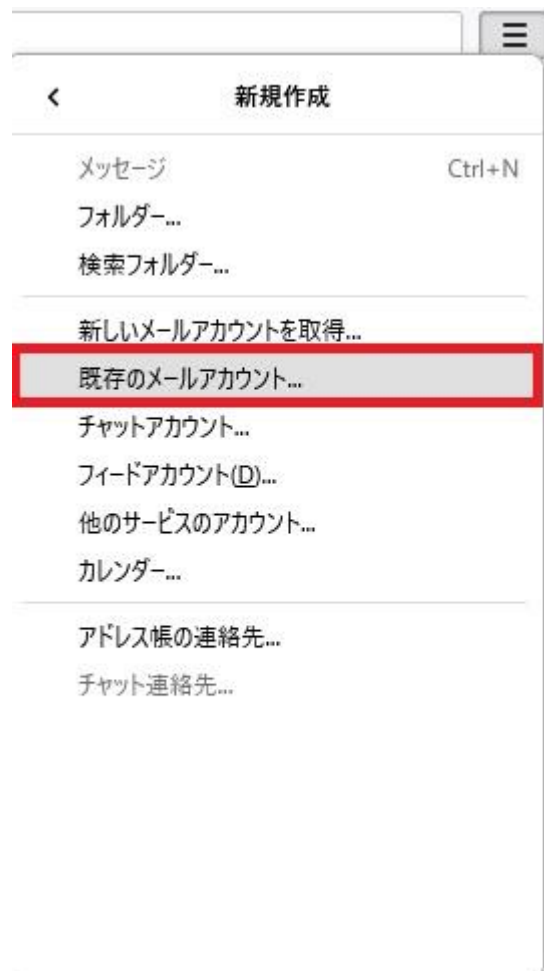 新規作成
メッセージ Ctrl+N
フォルダー...
検索フォルダー...
新しいメールアカウントを取得...
既存のメールアカウント...
チャットアカウント...
フィードアカウント(D)...
他のサービスのアカウント...
カレンダー...
アドレス帳の連絡先...
チャット連絡先...